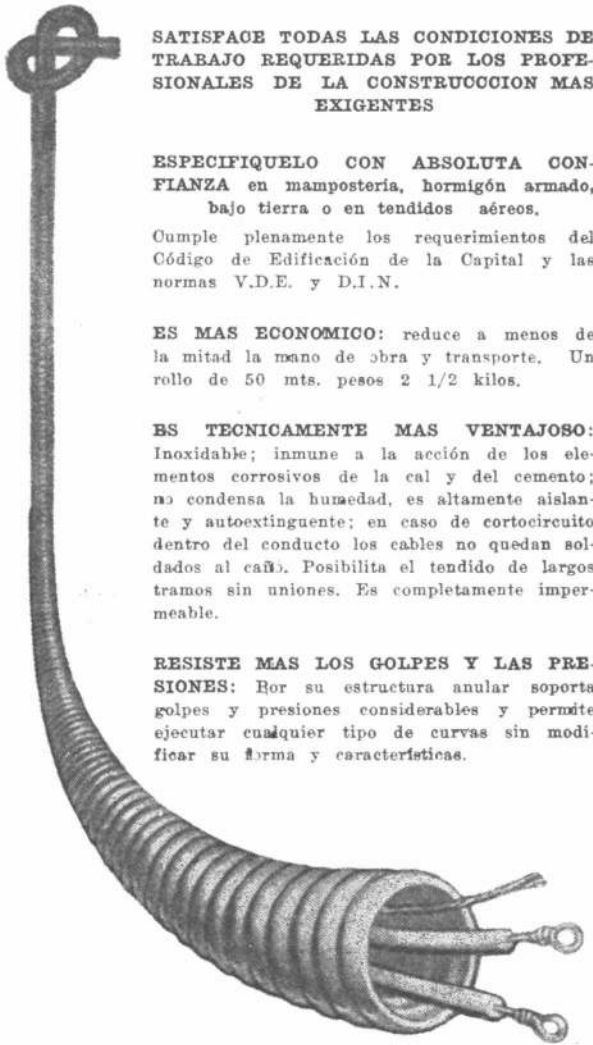 SATISFACE TODAS LAS CONDICIONES DE
TRABAJO REQUERIDAS POR LOS PROFE-
SIONALES DE LA CONSTRUCCCION MAS
EXIGENTES
ESPECIFIQUELO CON ABSOLUTA CON-
FIANZA en mampostería, hormigón armado,
bajo tierra o en tendidos aéreos.
Cumple plenamente los requerimientos del
Código de Edificación de la Capital y las
normas V.D.E. y D.I.N.
ES MAS ECONOMICO: reduce a menos de
la mitad la mano de obra y transporte. Un
rollo de 50 mts. pesos 2 1/2 kilos.
BS TECNICAMENTE MAS VENTAJOSO:
Inoxidable; inmune a la acción de los ele-
mentos corrosivos de la cal y del cemento;
no condensa la humedad, es altamente aislan-
te y autoextinguente; en caso de cortocircuito
dentro del conducto los cables no quedan sol-
dados al caño. Posibilita el tendido de largos
tramos sin uniones. Es completamente imper-
meable.
RESISTE MAS LOS GOLPES Y LAS PRE-
SIONES: Por su estructura anular soporta
golpes y presiones considerables y permite
ejecutar cualquier tipo de curvas sin modi-
ficar su forma y características.